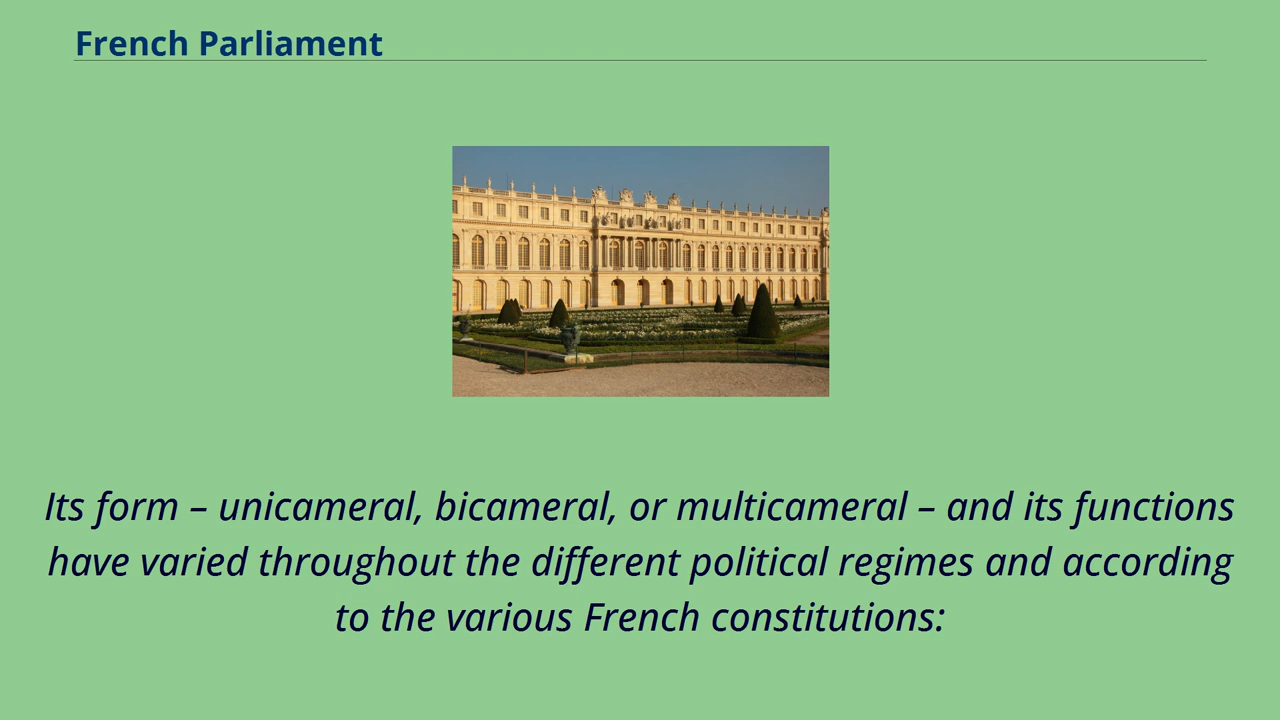 French Parliament
Its form – unicameral, bicameral, or multicameral – and its functions
have varied throughout the different political regimes and according
to the various French constitutions: